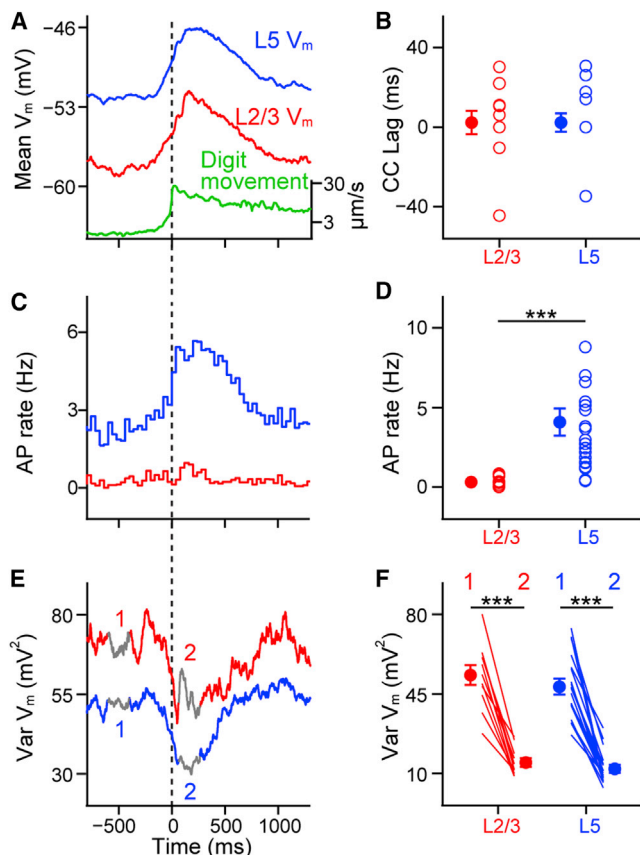 A
Mean Vm (mV)
−46
−53
−60
L5 Vm
L2/3 Vm
Digit
movement
30
3
μm/s
B
CC Lag (ms)
40
0
−40
L2/3
L5
C
AP rate (Hz)
6
3
0
D
***
AP rate (Hz)
10
5
0
L2/3
L5
E
Var Vm (mV²)
80
55
30
1
2
1
2
−500
0
500
1000
Time (ms)
F
1
2
1
2
***
***
Var Vm (mV²)
80
45
10
L2/3
L5